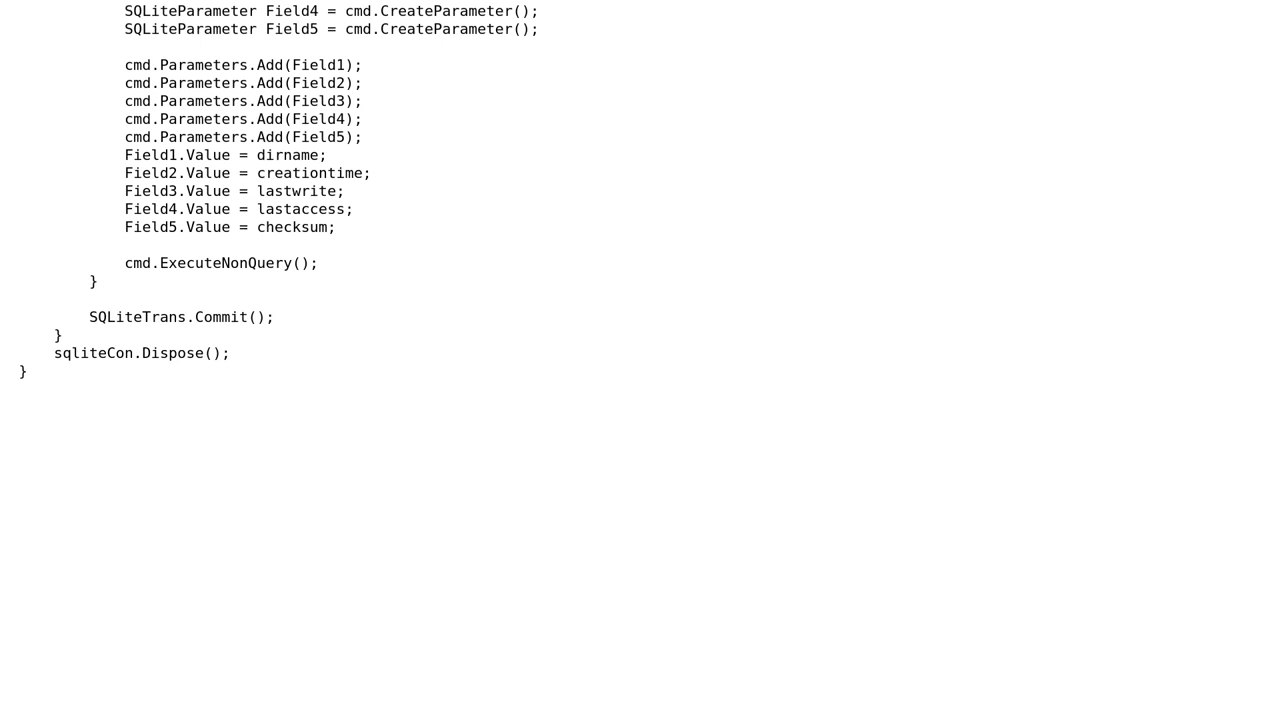 SQLiteParameter Field4 = cmd.CreateParameter();
SQLiteParameter Field5 = cmd.CreateParameter();
cmd.Parameters.Add(Field1);
cmd.Parameters.Add(Field2);
cmd.Parameters.Add(Field3);
cmd.Parameters.Add(Field4);
cmd.Parameters.Add(Field5);
Field1.Value = dirname;
Field2.Value = creationtime;
Field3.Value = lastwrite;
Field4.Value = lastaccess;
Field5.Value = checksum;
cmd.ExecuteNonQuery();
}
SQLiteTrans.Commit();
}
sqliteCon.Dispose();
}